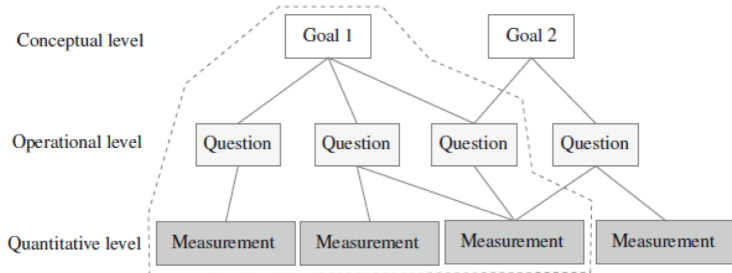 Conceptual level
Goal 1
Goal 2
Operational level
Question
Question
Question
Question
Quantitative level
Measurement
Measurement
Measurement
Measurement